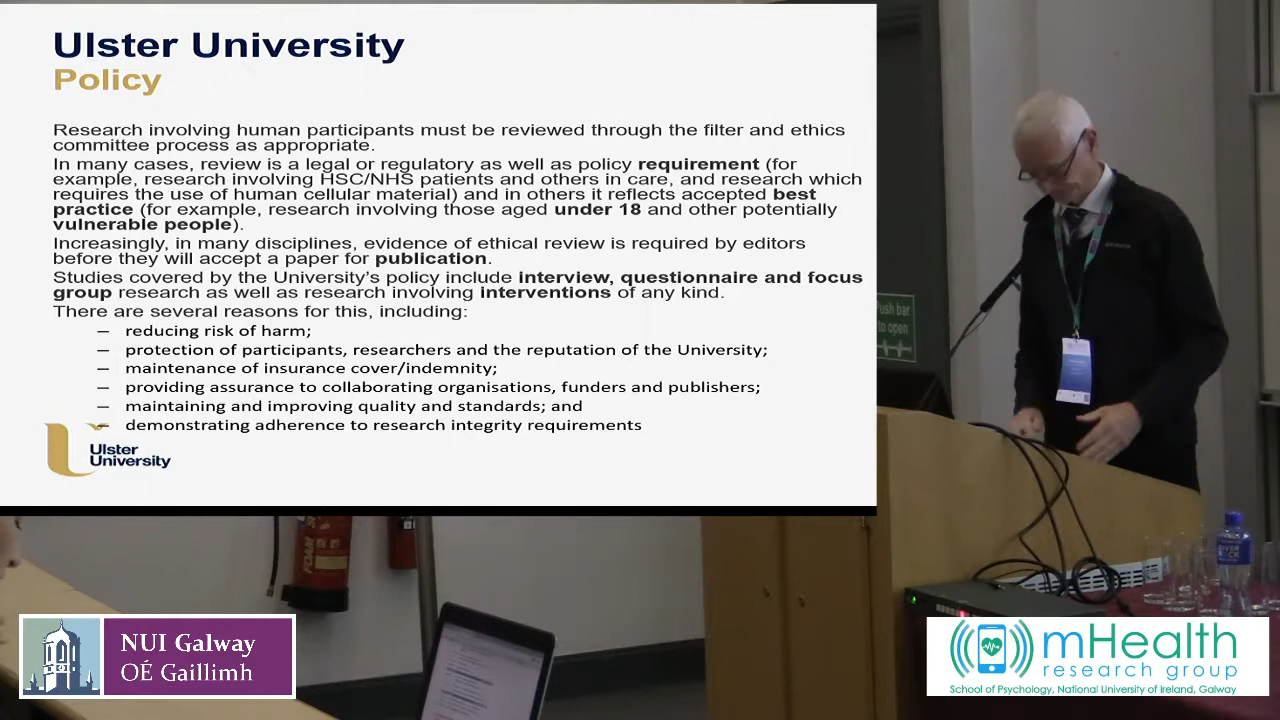 Ulster University
Policy
Research involving human participants must be reviewed through the filter and ethics
committee process as appropriate.
In many cases, review is a legal or regulatory as well as policy requirement (for
example, research involving HSC/NHS patients and others in care, and research which
requires the use of human cellular material) and in others it reflects accepted best
practice (for example, research involving those aged under 18 and other potentially
vulnerable people).
Increasingly, in many disciplines, evidence of ethical review is required by editors
before they will accept a paper for publication.
Studies covered by the University's policy include interview, questionnaire and focus
group research as well as research involving interventions of any kind.
There are several reasons for this, including:
– reducing risk of harm;
– protection of participants, researchers and the reputation of the University;
– maintenance of insurance cover/indemnity;
– providing assurance to collaborating organisations, funders and publishers;
– maintaining and improving quality and standards; and
– demonstrating adherence to research integrity requirements
Ulster
University
Push bar
to open
FOAM
NUI Galway
OÉ Gaillimh
mHealth
research group
School of Psychology, National University of Ireland, Galway